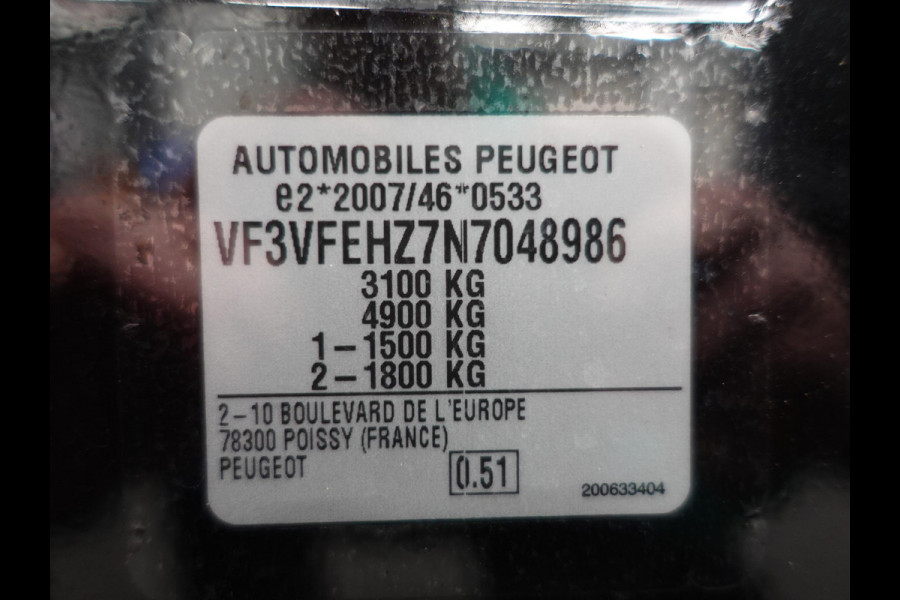 AUTOMOBILES PEUGEOT
e2*2007/46*0533
VF3VFEHZ7N7048986
3100 KG
4900 KG
1-1500 KG
2-1800 KG
2-10 BOULEVARD DE L'EUROPE
78300 POISSY (FRANCE)
PEUGEOT
0.51
200633404